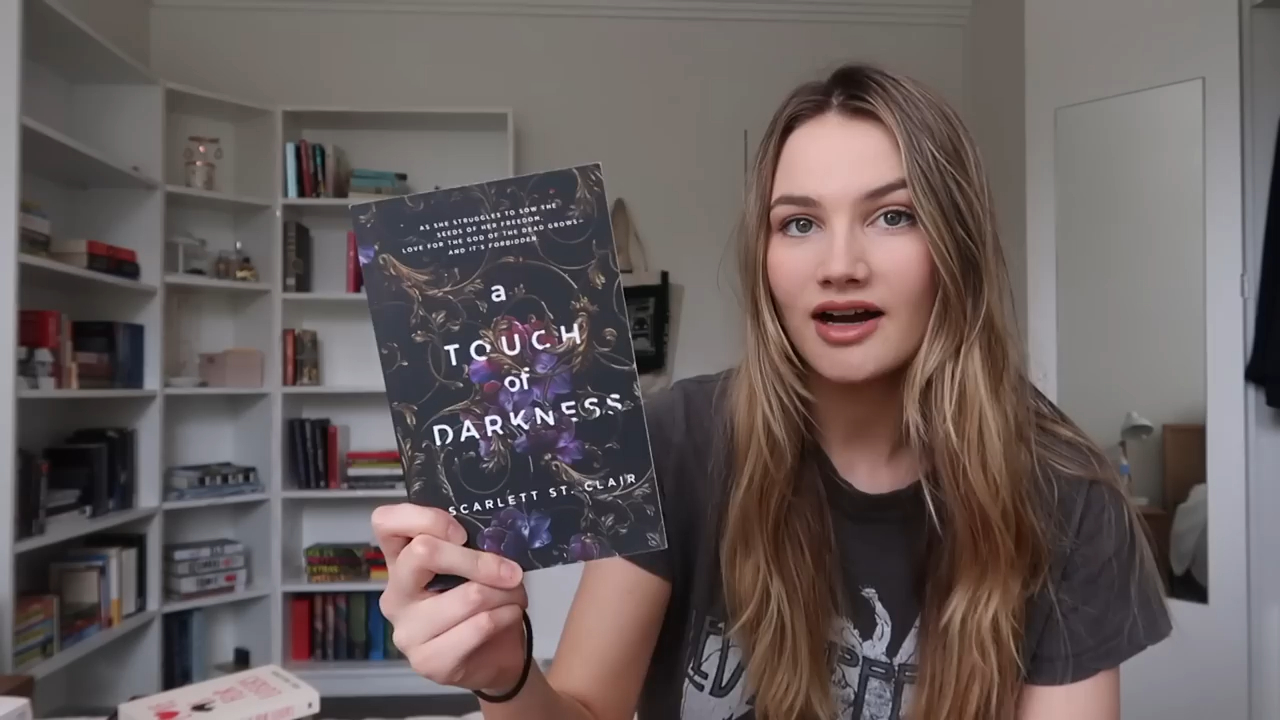 AS SHE STRUGGLES TO SOW THE
SEEDS OF HER FREEDOM,
LOVE FOR THE GOD OF THE DEAD GROWS–
AND IT'S FORBIDDEN
a
TOUCH
of
DARKNESS
SCARLETT ST. CLAIR